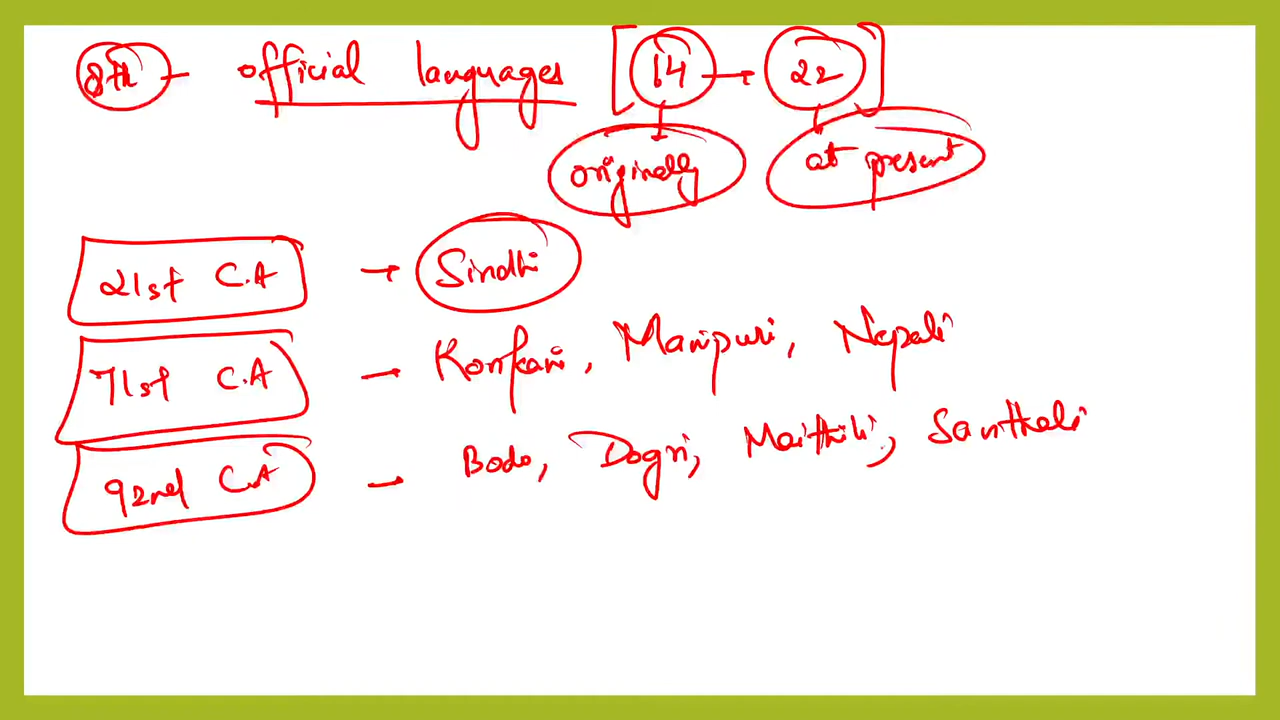 8th - official languages [14 → 22]
originally at present
21st C.A → Sindhi
71st C.A → Konkani, Manipuri, Nepali
92nd C.A → Bodo, Dogri, Maithili, Santhali